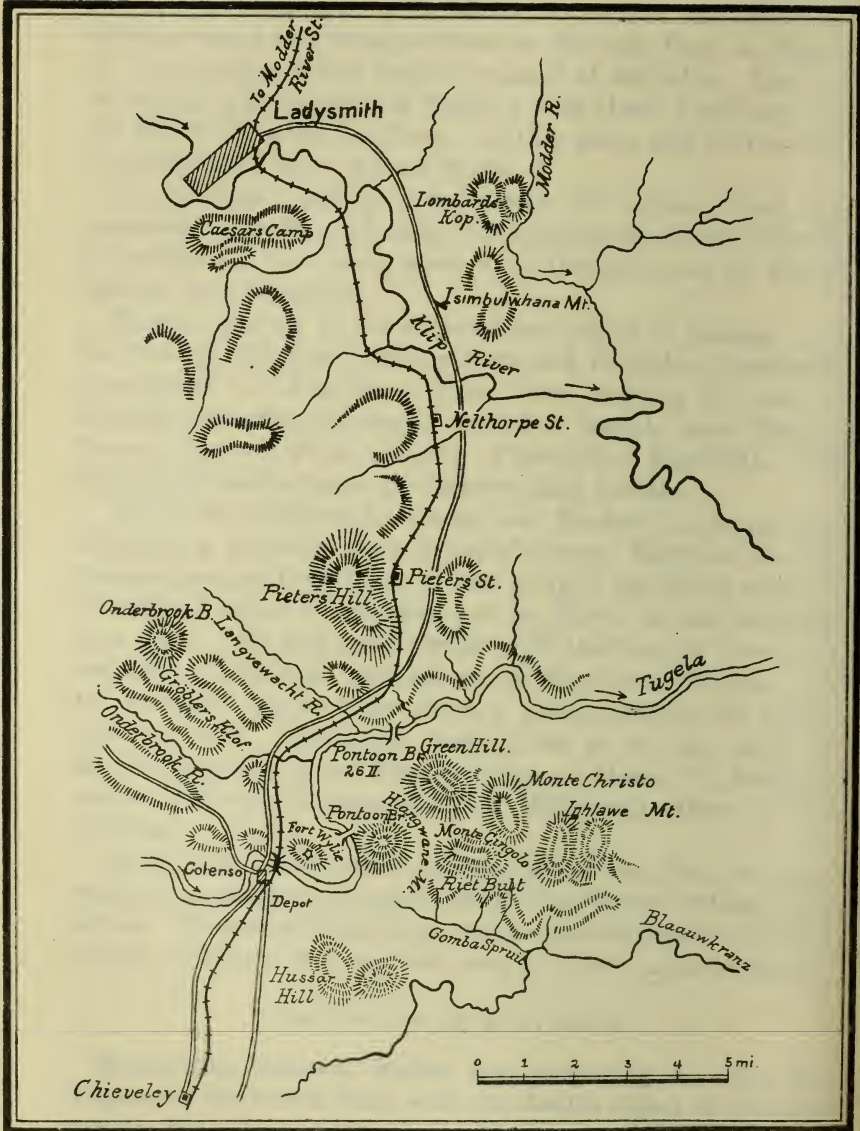 To Modder
River St.
Ladysmith
Modder R.
Lombards
Kop.
Caesars Camp
Isimbulwhana Mt.
Klip
River
Nelthorpe St.
Pieters St.
Pieters Hill
Onderbrook B.
Langvewacht R.
Groblers Klof.
Onderbrook R.
Tugela
Pontoon B.
26 II.
Green Hill.
Monte Christo
Inhlawe Mt.
Pontoon Br.
Hlangwane Mt.
Fort Wylie
Monte Cingolo
Colenso
Riet Bult
Depot
Blaauwkranz
Gomba Spruit
Hussar
Hill
0 1 2 3 4 5 mi.
Chieveley